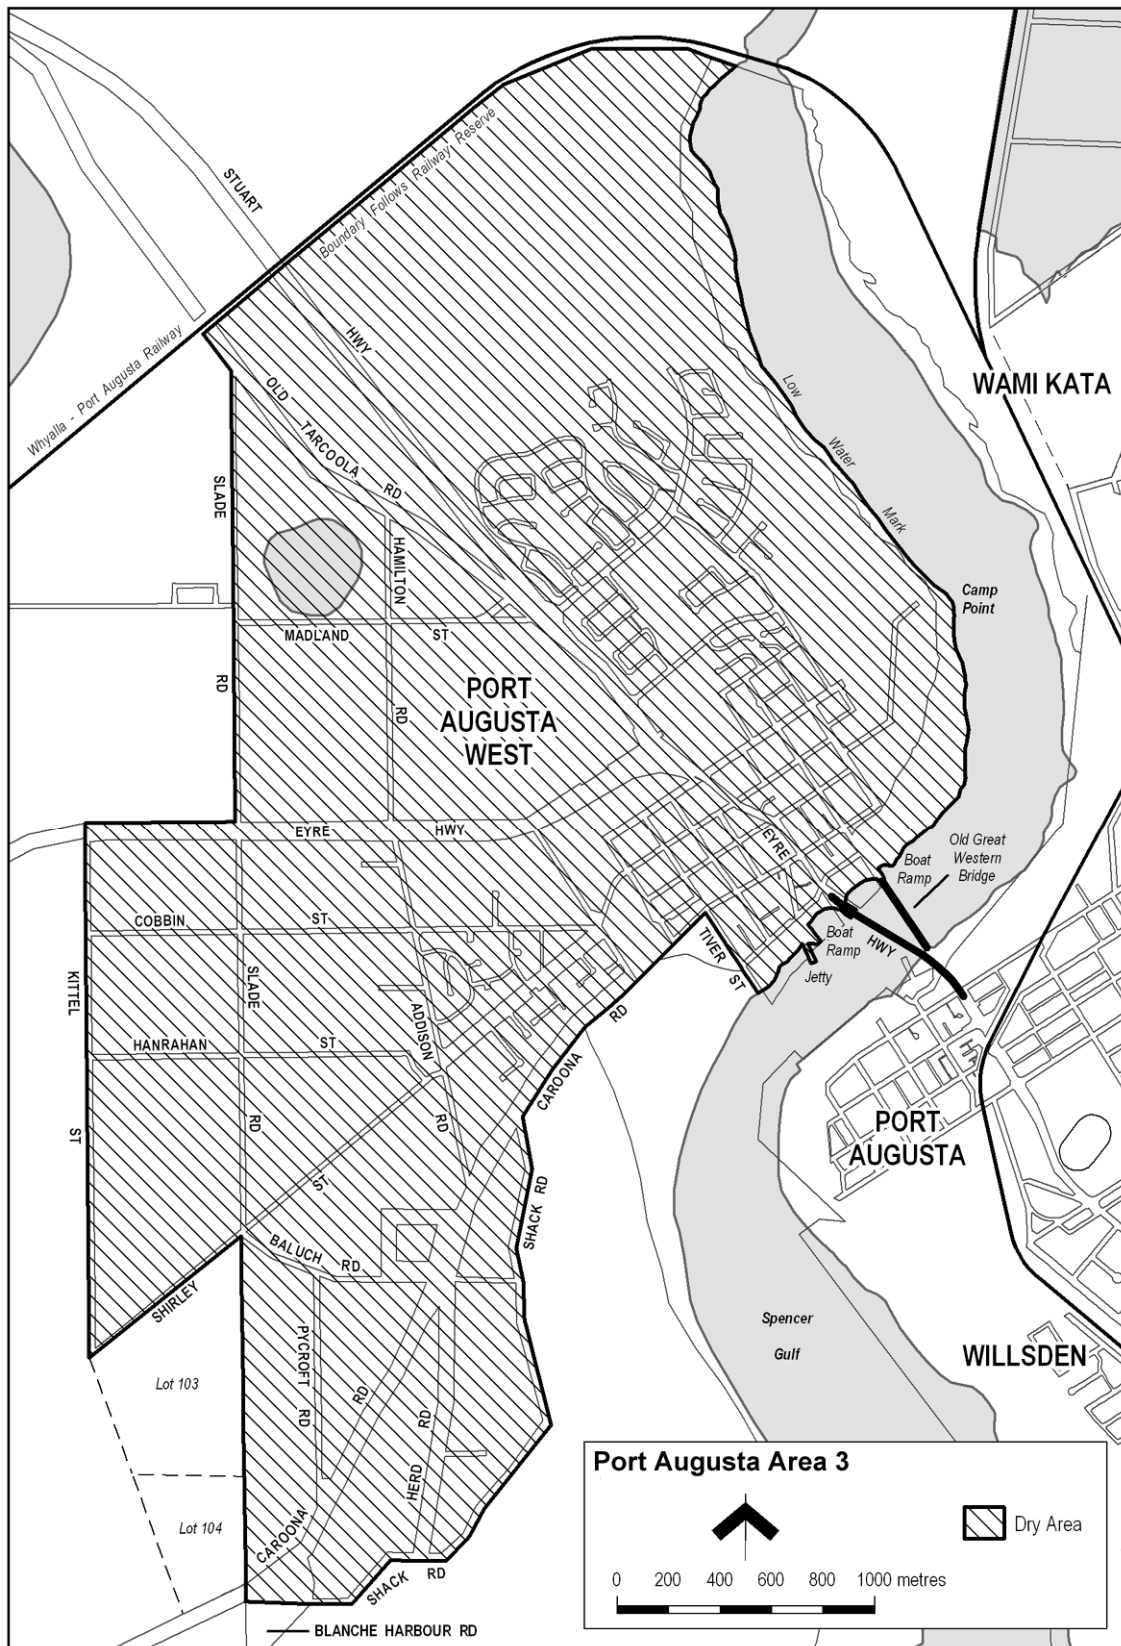 STUART
HWY
Boundary Follows Railway Reserve
Whyalla - Port Augusta Railway
WAMI KATA
OLD
TARCOOLA
RD
Low
Water
Mark
SLADE
RD
HAMILTON
RD
Camp
Point
MADLAND
ST
PORT
AUGUSTA
WEST
EYRE
HWY
EYRE
HWY
Old Great
Western
Bridge
Boat
Ramp
Boat
Ramp
Jetty
COBBIN
ST
TIVER ST
KITTEL
ST
SLADE
RD
ADDISON
RD
HANRAHAN
ST
CAROONA
RD
PORT
AUGUSTA
SHACK RD
SHIRLEY
ST
BALUCH
RD
PYCROFT
RD
Spencer
Gulf
WILLSDEN
Lot 103
Lot 104
CAROONA
RD
HERD
RD
SHACK
RD
BLANCHE HARBOUR RD
Port Augusta Area 3
Dry Area
0 200 400 600 800 1000 metres